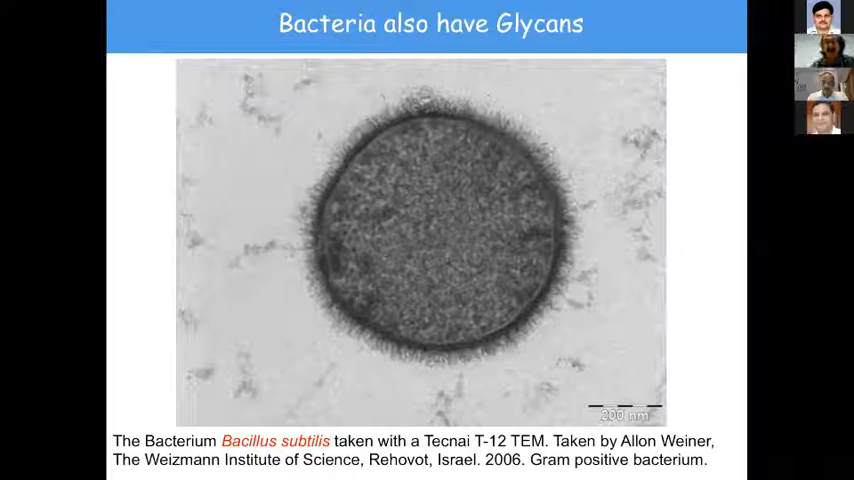 Bacteria also have Glycans
200 nm
The Bacterium Bacillus subtilis taken with a Tecnai T-12 TEM. Taken by Allon Weiner,
The Weizmann Institute of Science, Rehovot, Israel. 2006. Gram positive bacterium.